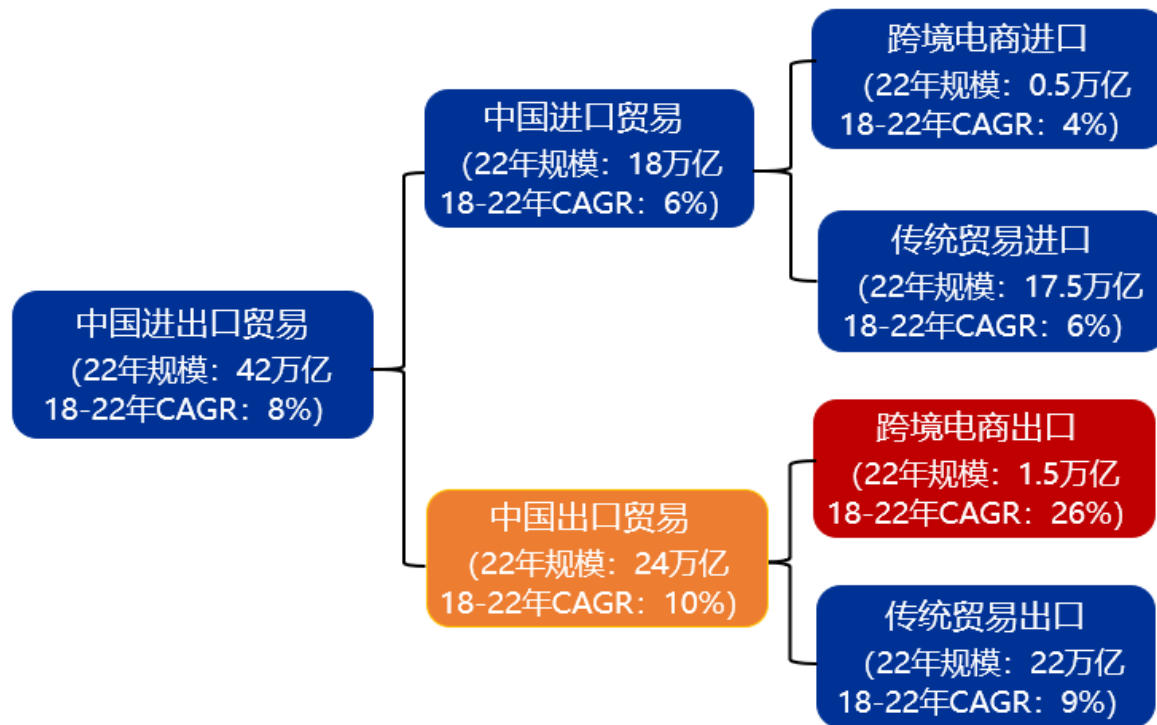 中国进出口贸易
(22年规模：42万亿
18-22年CAGR：8%)
中国进口贸易
(22年规模：18万亿
18-22年CAGR：6%)
跨境电商进口
(22年规模：0.5万亿
18-22年CAGR：4%)
传统贸易进口
(22年规模：17.5万亿
18-22年CAGR：6%)
中国出口贸易
(22年规模：24万亿
18-22年CAGR：10%)
跨境电商出口
(22年规模：1.5万亿
18-22年CAGR：26%)
传统贸易出口
(22年规模：22万亿
18-22年CAGR：9%)